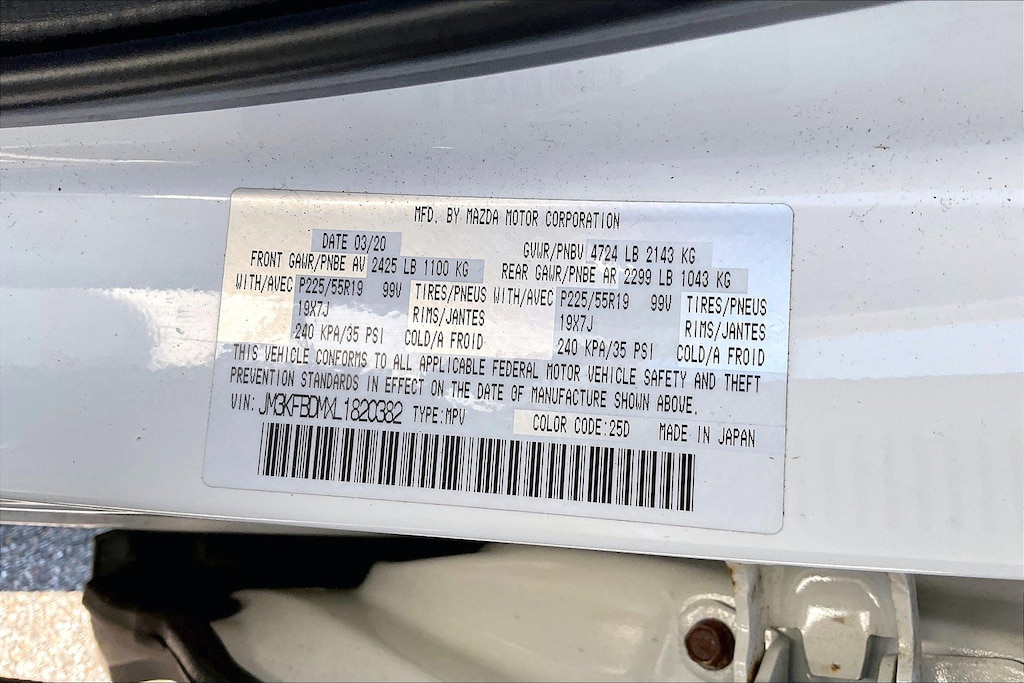 MFD. BY MAZDA MOTOR CORPORATION
DATE 03/20 GVWR/PNBV 4724 LB 2143 KG
FRONT GAWR/PNBE AV 2425 LB 1100 KG REAR GAWR/PNBE AR 2299 LB 1043 KG
WITH/AVEC P225/55R19 99V TIRES/PNEUS WITH/AVEC P225/55R19 99V TIRES/PNEUS
19X7J RIMS/JANTES 19X7J RIMS/JANTES
240 KPA/35 PSI COLD/A FROID 240 KPA/35 PSI COLD/A FROID
THIS VEHICLE CONFORMS TO ALL APPLICABLE FEDERAL MOTOR VEHICLE SAFETY AND THEFT
PREVENTION STANDARDS IN EFFECT ON THE DATE OF MANUFACTURE SHOWN ABOVE.
VIN: JM3KFBDMXL1820382 TYPE:MPV COLOR CODE:25D MADE IN JAPAN